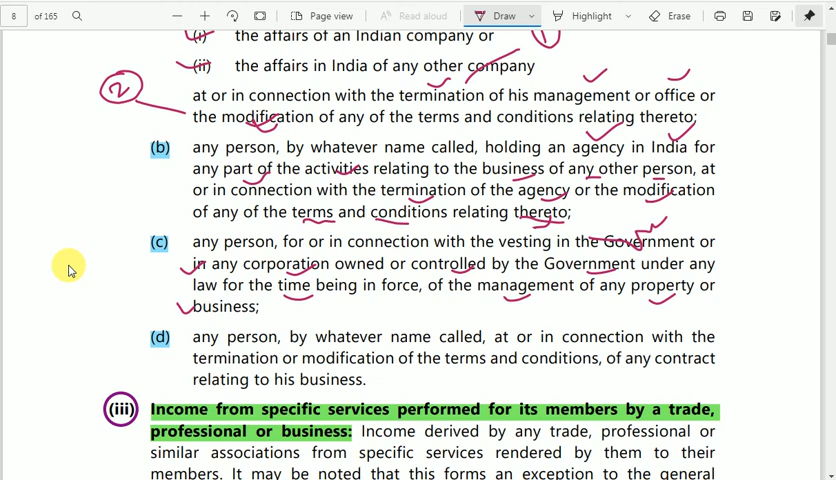 8 of 165 Page view Read aloud Draw Highlight Erase
(i) the affairs of an Indian company or 1
(ii) the affairs in India of any other company
2
at or in connection with the termination of his management or office or
the modification of any of the terms and conditions relating thereto;
(b) any person, by whatever name called, holding an agency in India for
any part of the activities relating to the business of any other person, at
or in connection with the termination of the agency or the modification
of any of the terms and conditions relating thereto;
(c) any person, for or in connection with the vesting in the Government or
in any corporation owned or controlled by the Government under any
law for the time being in force, of the management of any property or
business;
(d) any person, by whatever name called, at or in connection with the
termination or modification of the terms and conditions, of any contract
relating to his business.
(iii) Income from specific services performed for its members by a trade,
professional or business: Income derived by any trade, professional or
similar associations from specific services rendered by them to their
members. It may be noted that this forms an exception to the general